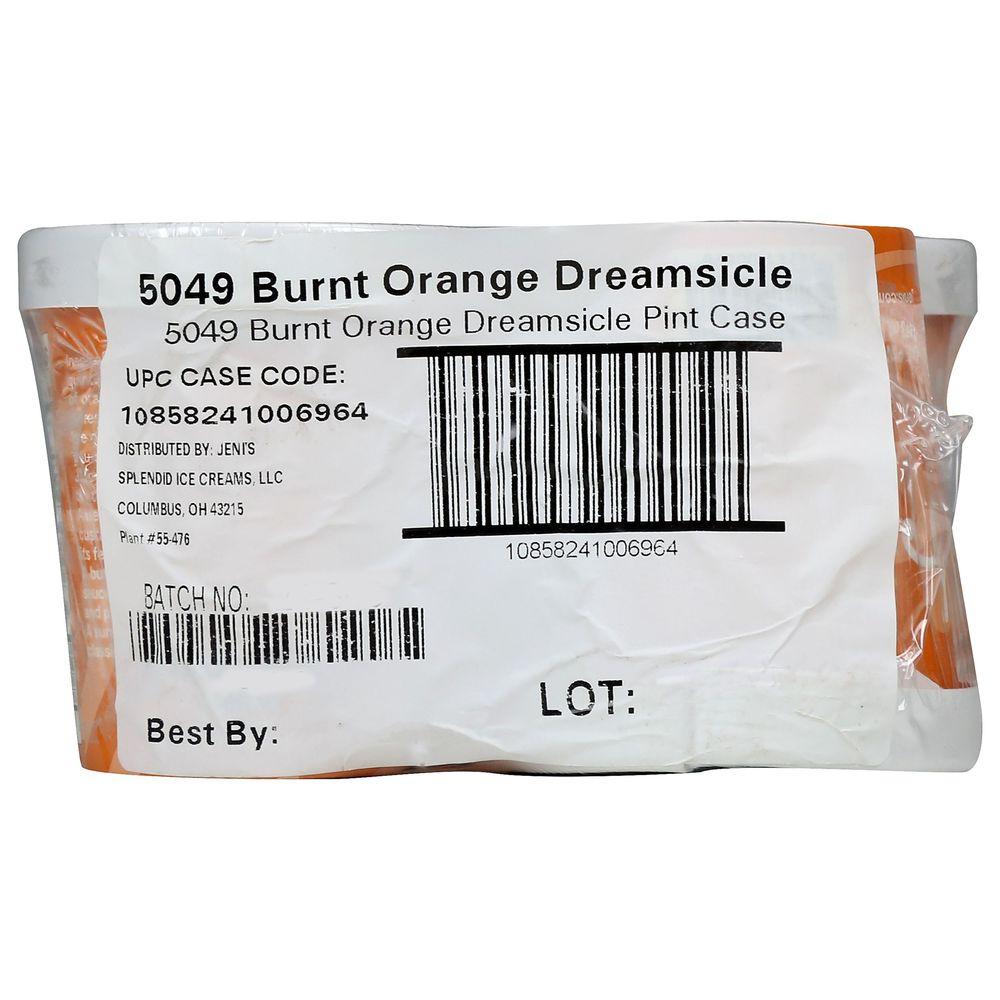 5049 Burnt Orange Dreamsicle
5049 Burnt Orange Dreamsicle Pint Case
UPC CASE CODE:
10858241006964
DISTRIBUTED BY: JENI'S
SPLENDID ICE CREAMS, LLC
COLUMBUS, OH 43215
Plant #55-476
10858241006964
BATCH NO:
LOT:
Best By: